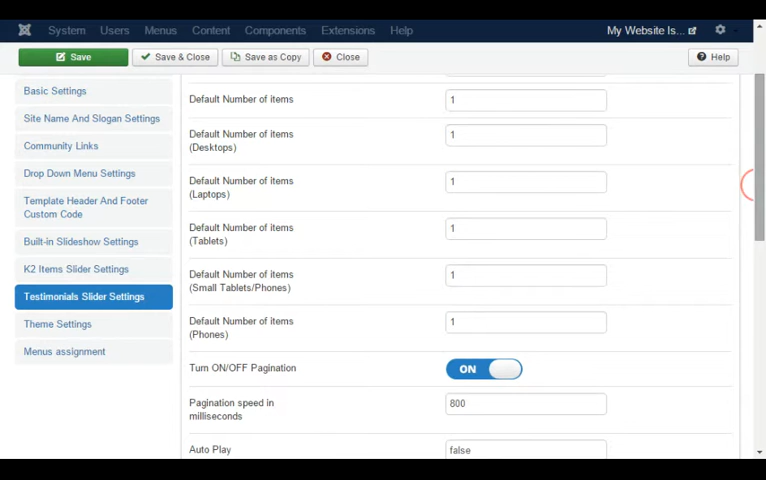 System Users Menus Content Components Extensions Help My Website Is...
Save Save & Close Save as Copy Close Help
Basic Settings
Site Name And Slogan Settings
Community Links
Drop Down Menu Settings
Template Header And Footer
Custom Code
Built-in Slideshow Settings
K2 Items Slider Settings
Testimonials Slider Settings
Theme Settings
Menus assignment
Default Number of items 1
Default Number of items 1
(Desktops)
Default Number of items 1
(Laptops)
Default Number of items 1
(Tablets)
Default Number of items 1
(Small Tablets/Phones)
Default Number of items 1
(Phones)
Turn ON/OFF Pagination ON
Pagination speed in 800
milliseconds
Auto Play false